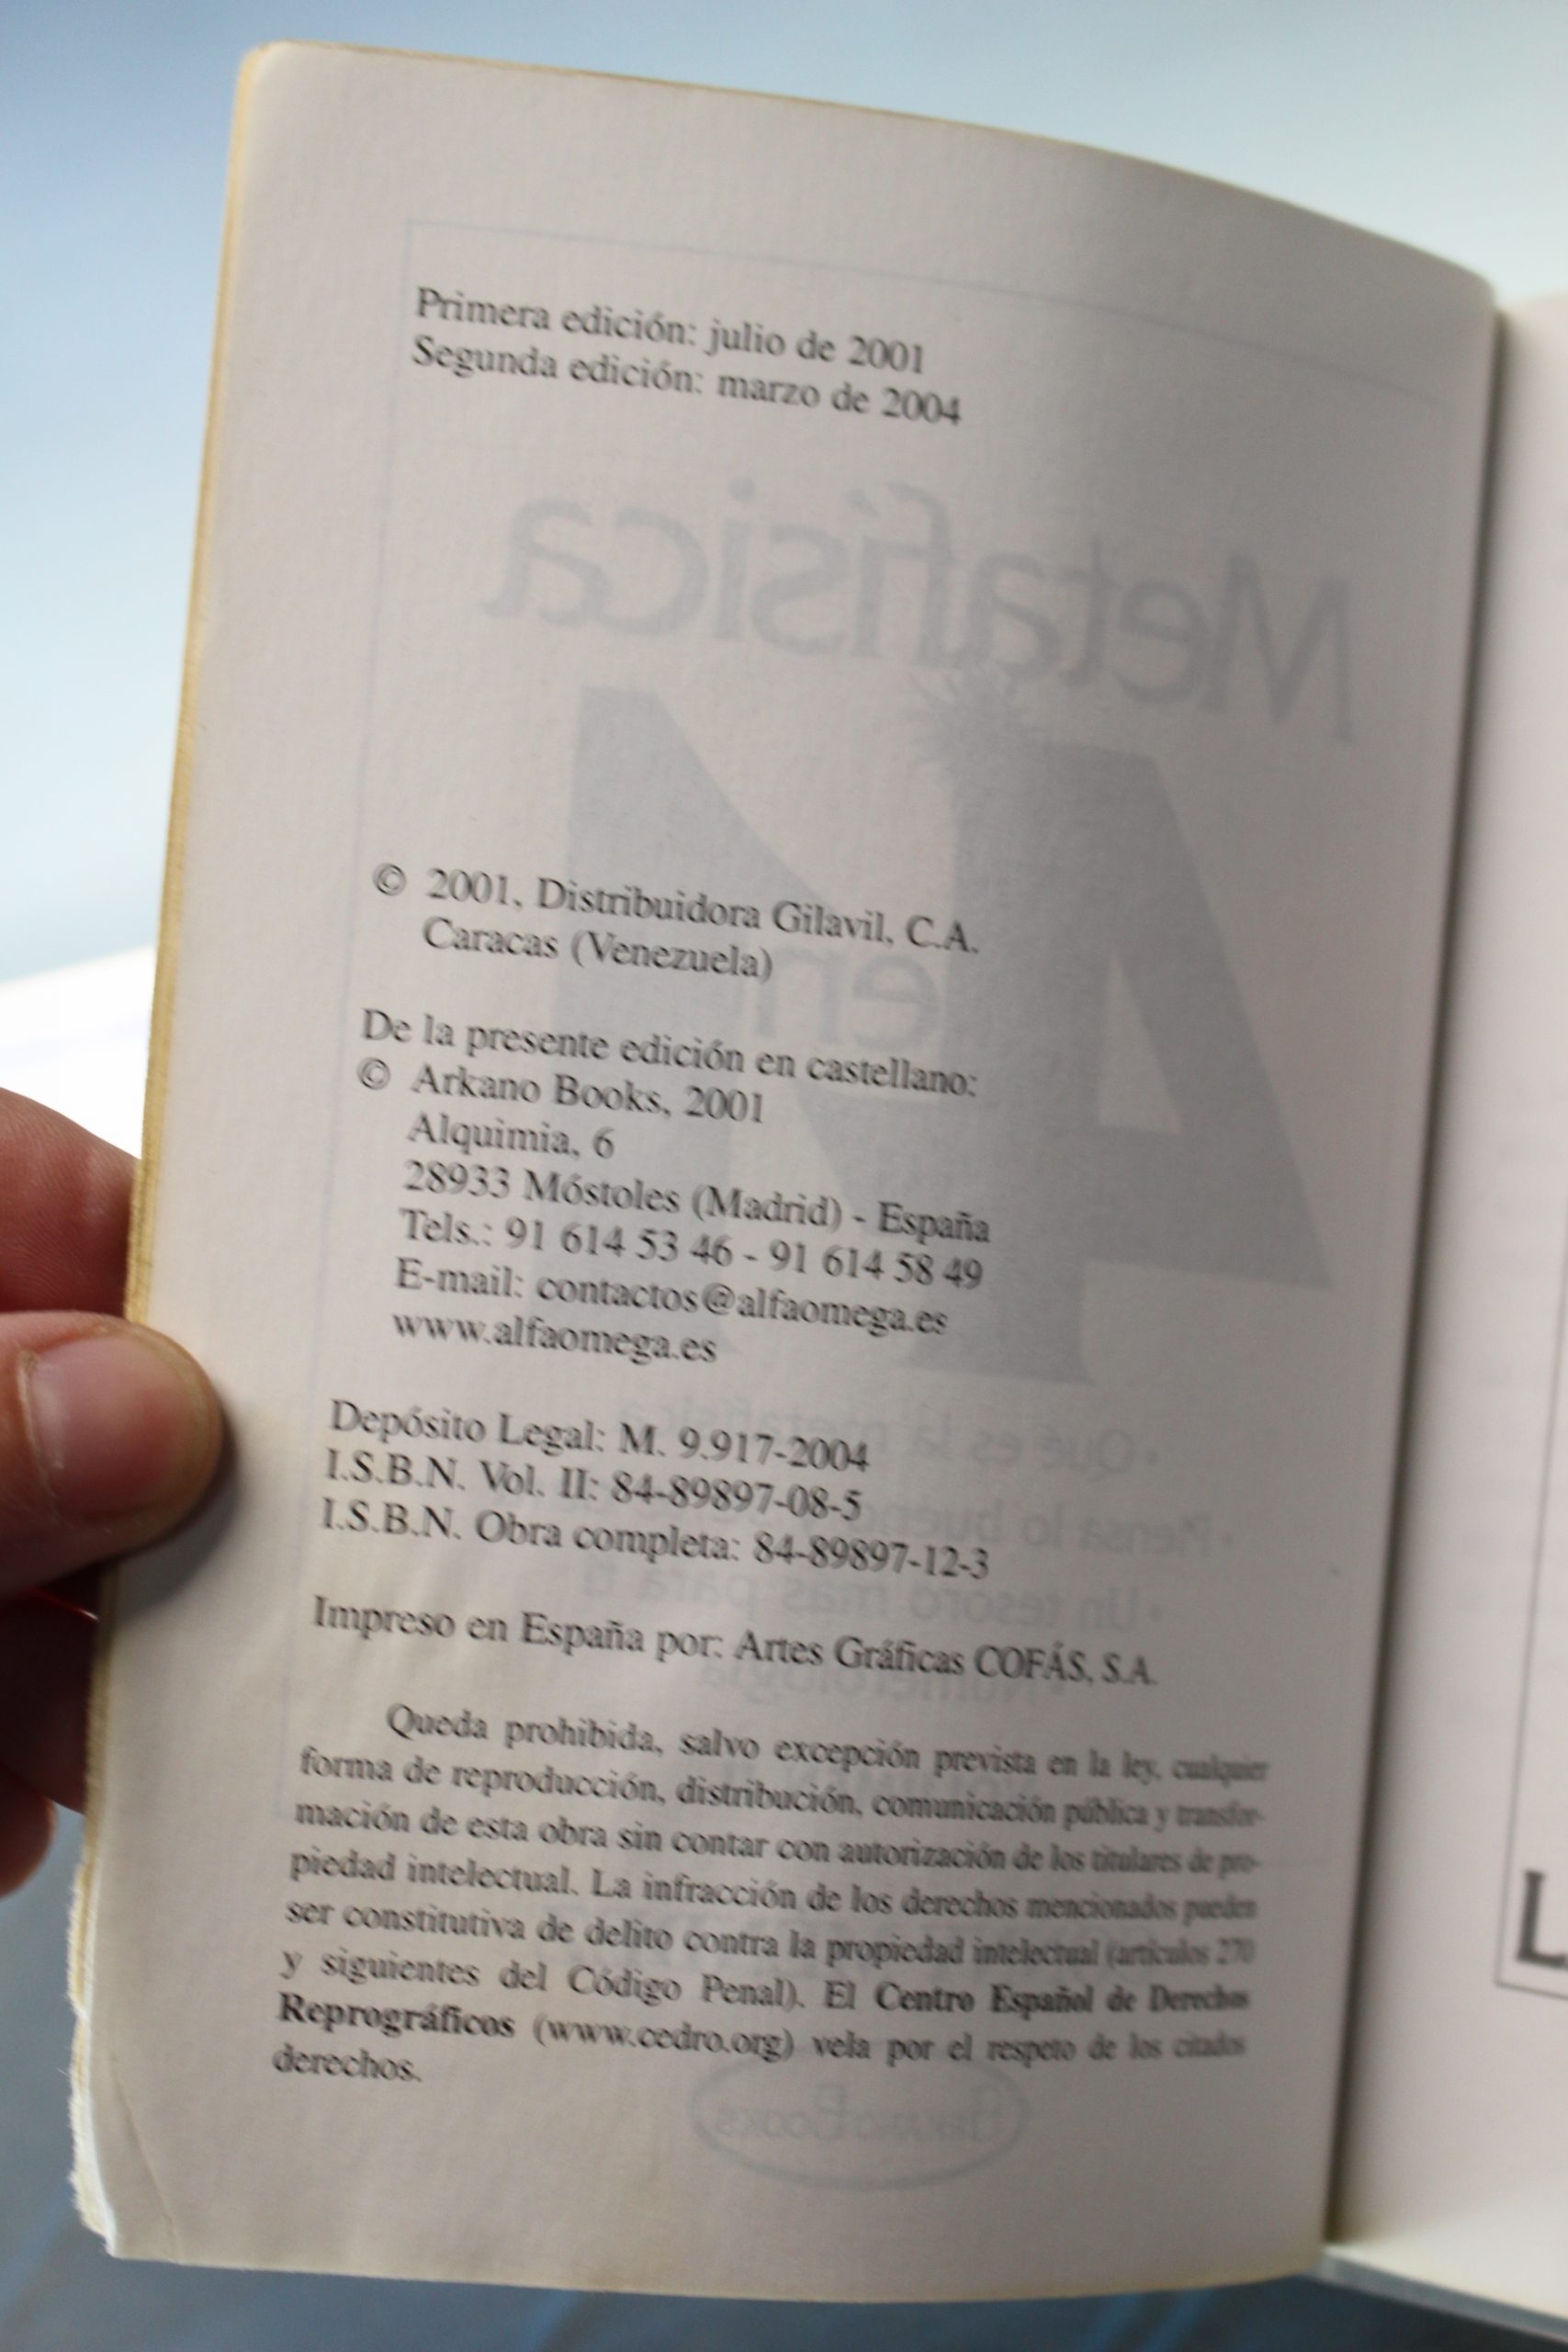 Primera edición: julio de 2001
Segunda edición: marzo de 2004
Metafísica
© 2001, Distribuidora Gilavil, C.A.
Caracas (Venezuela)
De la presente edición en castellano:
© Arkano Books, 2001
Alquimia, 6
28933 Móstoles (Madrid) - España
Tels.: 91 614 53 46 - 91 614 58 49
E-mail: contactos@alfaomega.es
www.alfaomega.es
Depósito Legal: M. 9.917-2004
I.S.B.N. Vol. II: 84-89897-08-5
I.S.B.N. Obra completa: 84-89897-12-3
Impreso en España por: Artes Gráficas COFÁS, S.A.
Queda prohibida, salvo excepción prevista en la ley, cualquier
forma de reproducción, distribución, comunicación pública y transfor-
mación de esta obra sin contar con autorización de los titulares de pro-
piedad intelectual. La infracción de los derechos mencionados pueden
ser constitutiva de delito contra la propiedad intelectual (artículos 270
y siguientes del Código Penal). El Centro Español de Derechos
Reprográficos (www.cedro.org) vela por el respeto de los citados
derechos.